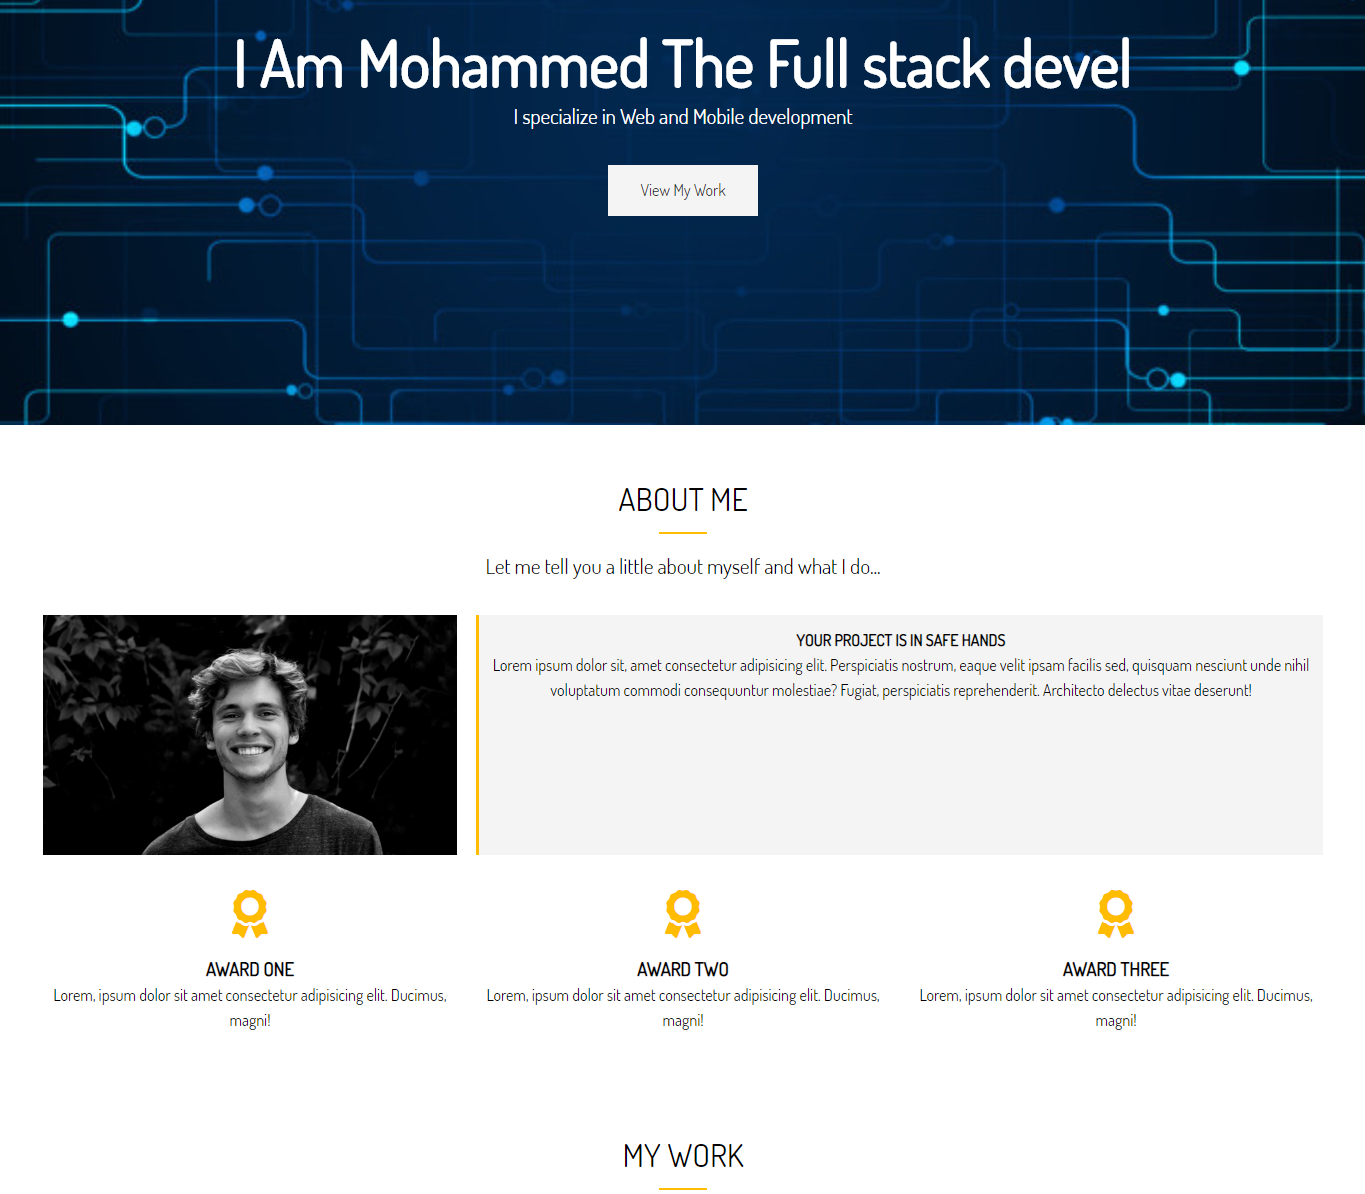 I Am Mohammed The Full stack devel
I specialize in Web and Mobile development
View My Work
ABOUT ME
Let me tell you a little about myself and what I do...
YOUR PROJECT IS IN SAFE HANDS
Lorem ipsum dolor sit, amet consectetur adipisicing elit. Perspiciatis nostrum, eaque velit ipsam facilis sed, quisquam nesciunt unde nihil
voluptatum commodi consequuntur molestiae? Fugiat, perspiciatis reprehenderit. Architecto delectus vitae deserunt!
AWARD ONE
Lorem, ipsum dolor sit amet consectetur adipisicing elit. Ducimus,
magni!
AWARD TWO
Lorem, ipsum dolor sit amet consectetur adipisicing elit. Ducimus,
magni!
AWARD THREE
Lorem, ipsum dolor sit amet consectetur adipisicing elit. Ducimus,
magni!
MY WORK